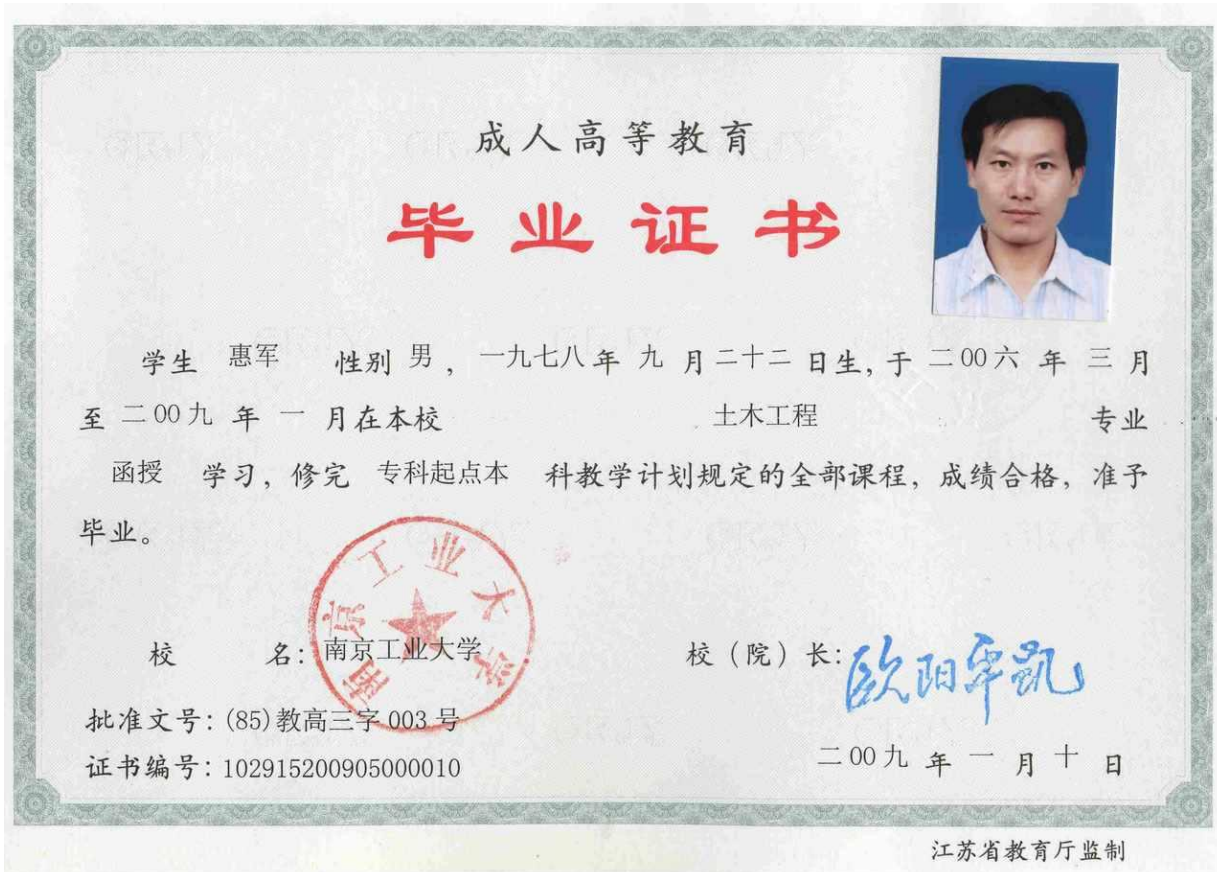 成人高等教育
毕业证书
学生 惠军 性别 男, 一九七八年 九 月二十二 日生, 于 二00六 年 三月
至 二00九 年 一 月在本校 土木工程 专业
函授 学习, 修完 专科起点本 科教学计划规定的全部课程, 成绩合格, 准予
毕业。
南京工业大学
校 名: 南京工业大学 校(院)长: 欧阳平凯
批准文号: (85)教高三字 003 号
证书编号: 102915200905000010
二00九 年 一 月 十 日
江苏省教育厅监制